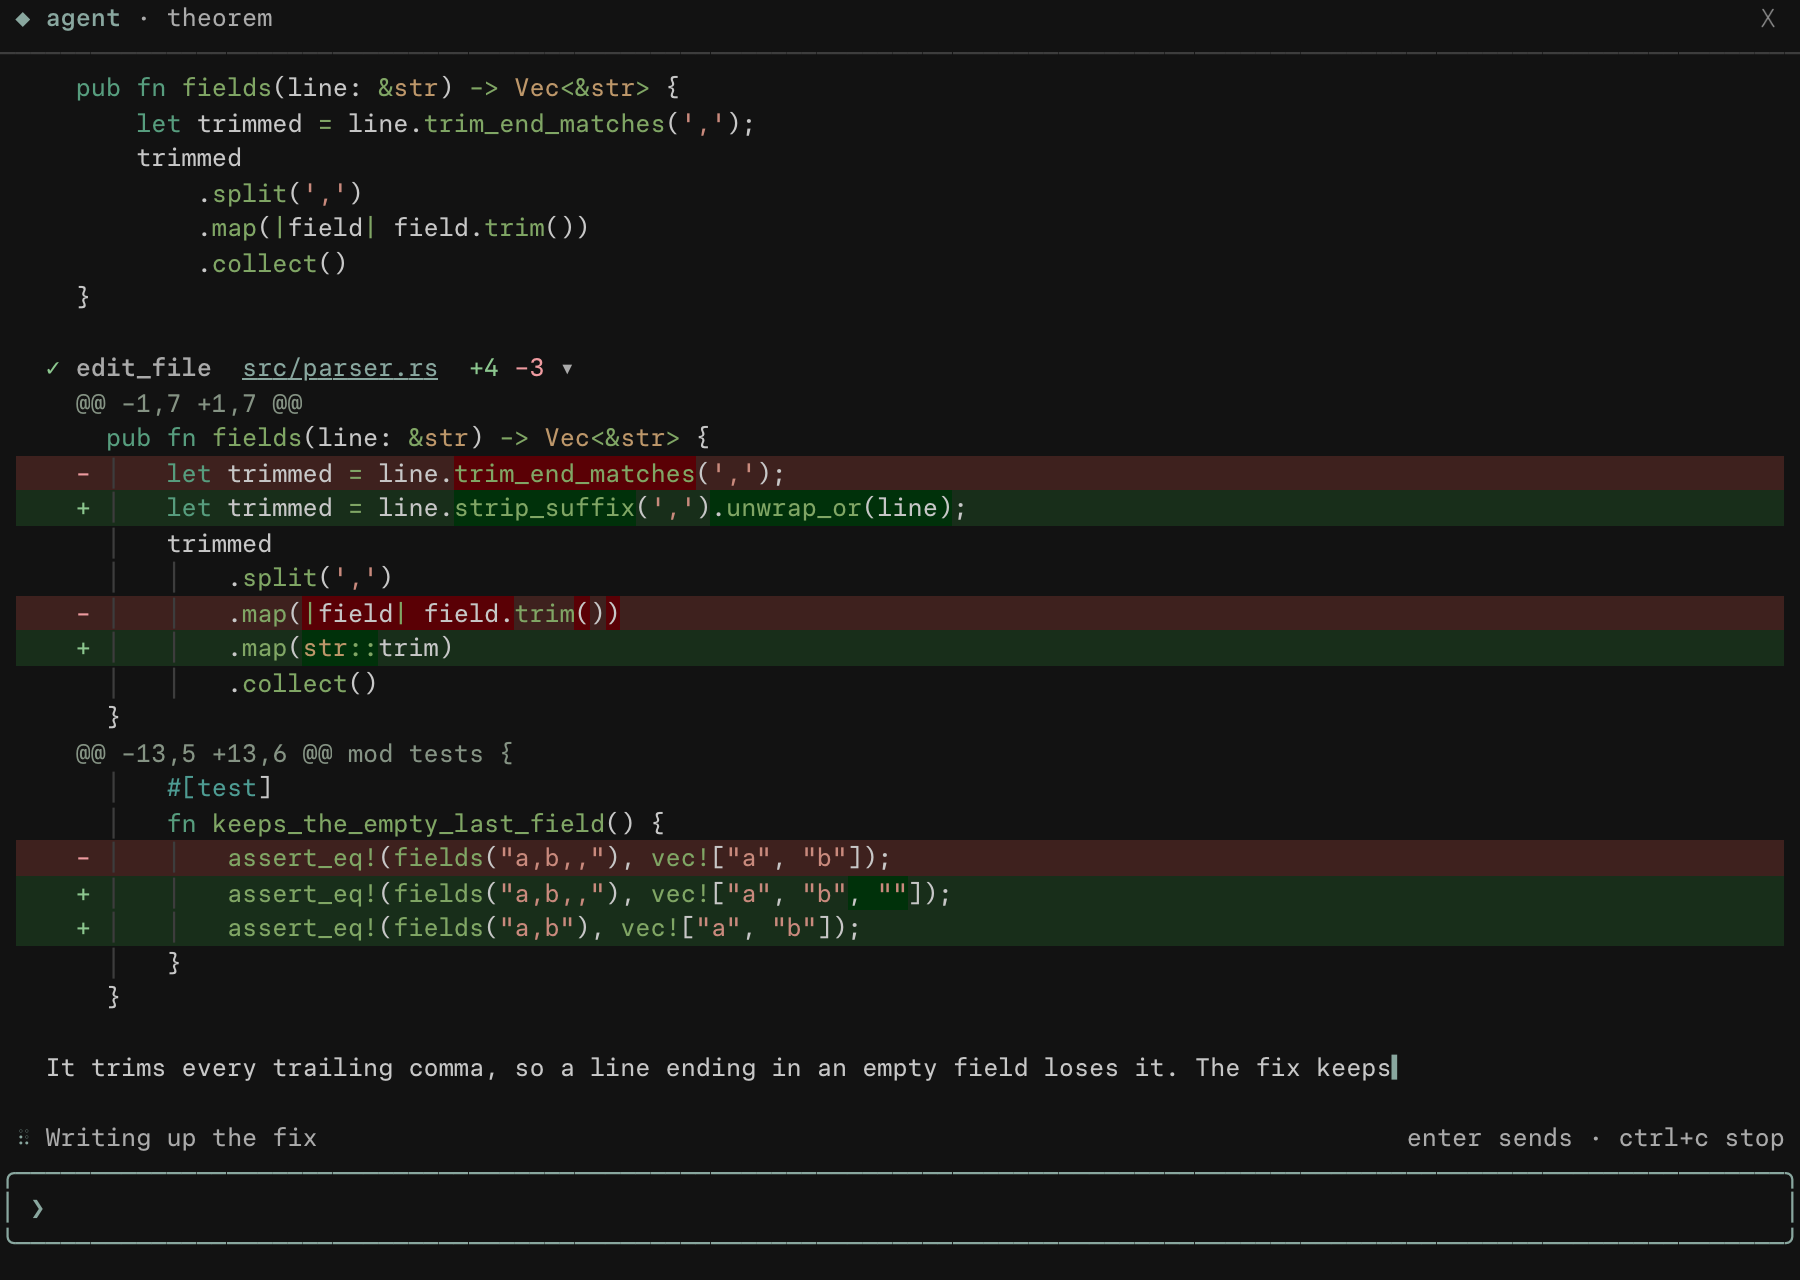 ◆ agent · theorem X
pub fn fields(line: &str) -> Vec<&str> {
    let trimmed = line.trim_end_matches(',');
    trimmed
        .split(',')
        .map(|field| field.trim())
        .collect()
}
✓ edit_file  src/parser.rs  +4 -3 ▾
@@ -1,7 +1,7 @@
  pub fn fields(line: &str) -> Vec<&str> {
-     let trimmed = line.trim_end_matches(',');
+     let trimmed = line.strip_suffix(',').unwrap_or(line);
      trimmed
          .split(',')
-         .map(|field| field.trim())
+         .map(str::trim)
          .collect()
  }
@@ -13,5 +13,6 @@ mod tests {
      #[test]
      fn keeps_the_empty_last_field() {
-         assert_eq!(fields("a,b,,"), vec!["a", "b"]);
+         assert_eq!(fields("a,b,,"), vec!["a", "b", ""]);
+         assert_eq!(fields("a,b"), vec!["a", "b"]);
      }
  }
It trims every trailing comma, so a line ending in an empty field loses it. The fix keeps
Writing up the fix enter sends · ctrl+c stop
❯